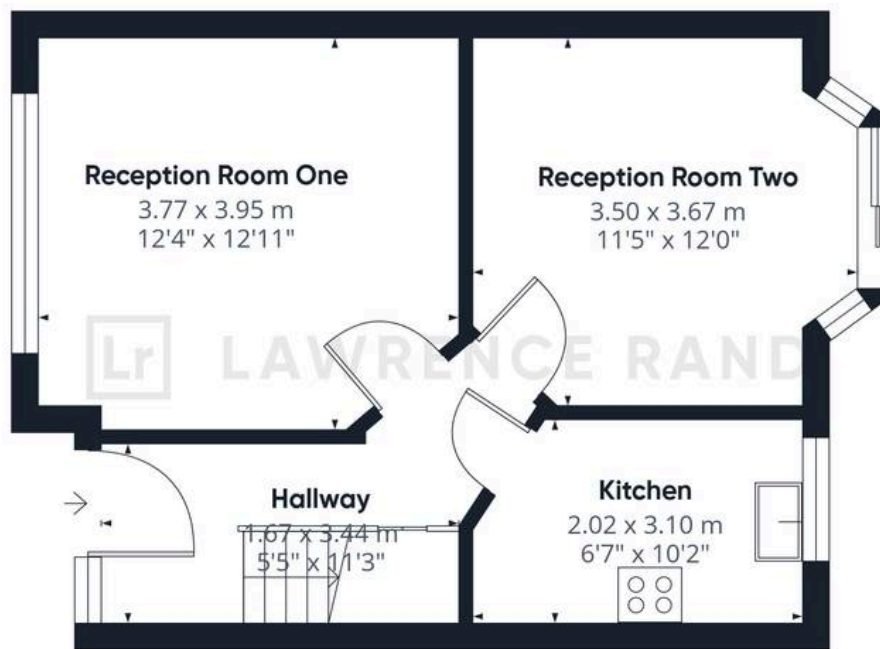 Reception Room One
3.77 x 3.95 m
12'4" x 12'11"
Reception Room Two
3.50 x 3.67 m
11'5" x 12'0"
Lr LAWRENCE RAND
Hallway
1.67 x 3.44 m
5'5" x 11'3"
Kitchen
2.02 x 3.10 m
6'7" x 10'2"